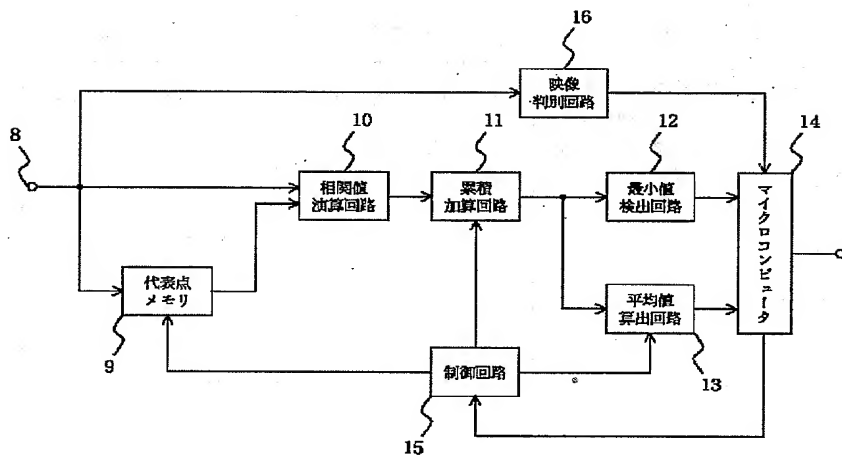 16
映像
判別回路
8
10
11
12
14
相関値
演算回路
累積
加算回路
最小値
検出回路
マイクロコンピュータ
代表点
メモリ
平均値
算出回路
9
制御回路
13
15